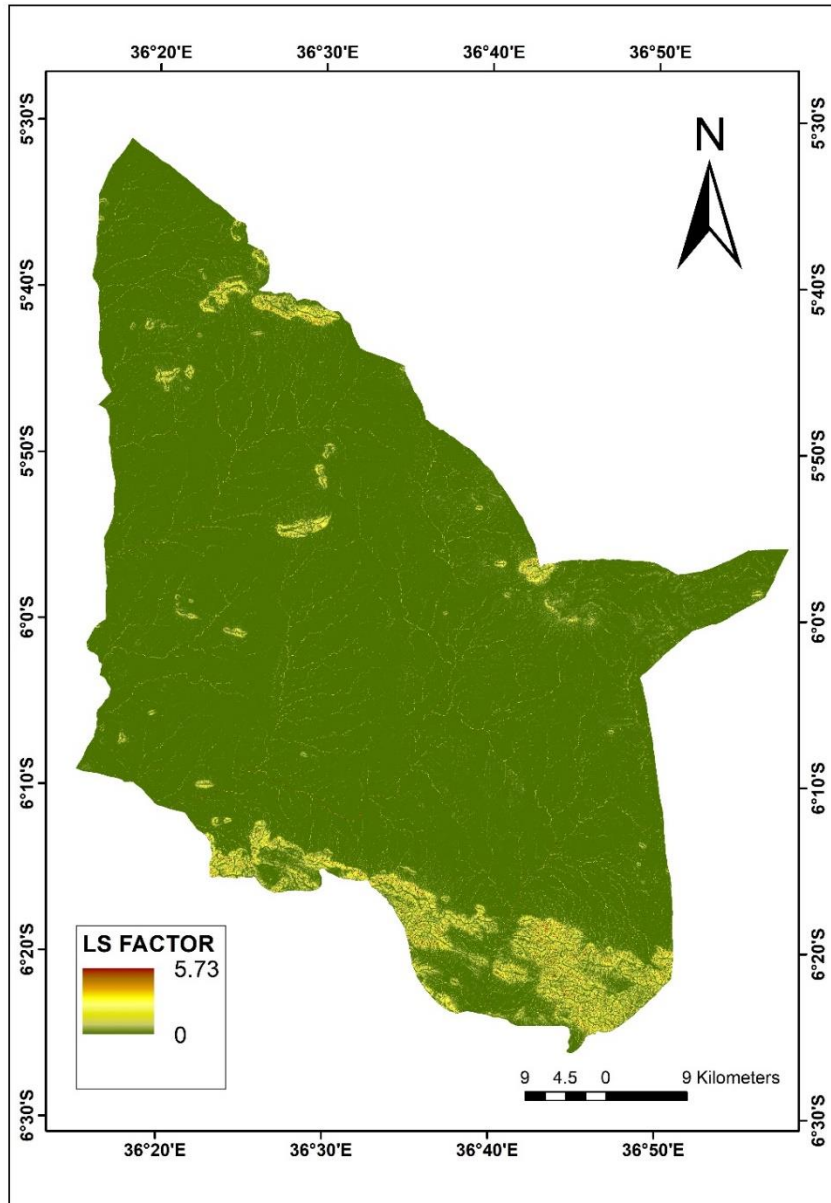 36°20'E 36°30'E 36°40'E 36°50'E
N
5°30'S 5°30'S
5°40'S 5°40'S
5°50'S 5°50'S
6°0'S 6°0'S
6°10'S 6°10'S
6°20'S 6°20'S
6°30'S 6°30'S
LS FACTOR
5.73
0
9 4.5 0 9 Kilometers
36°20'E 36°30'E 36°40'E 36°50'E